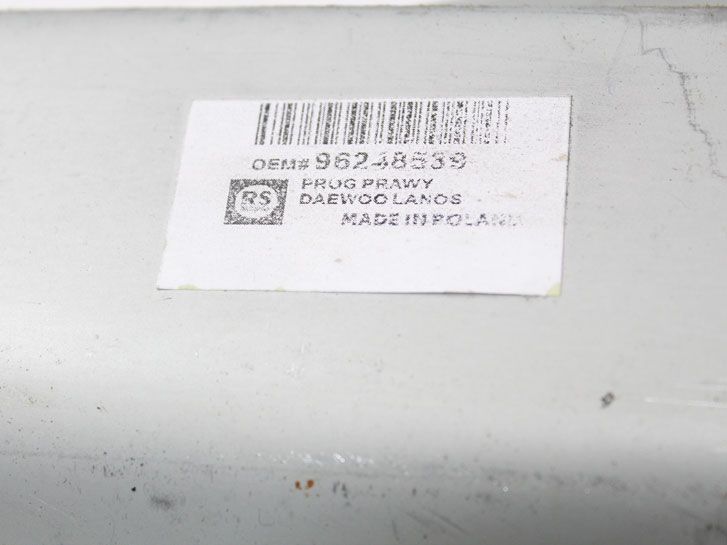 OEM# 96248539
RS
PROG PRAWY
DAEWOO LANOS
MADE IN POLAND